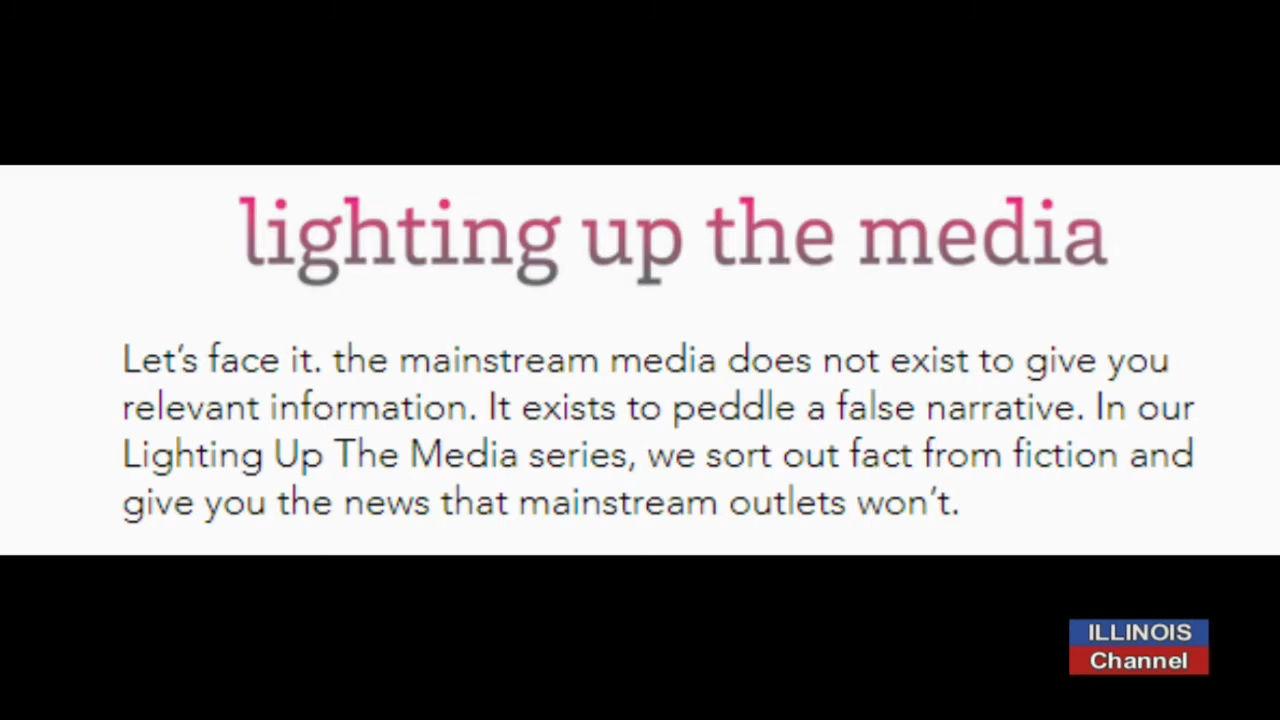 lighting up the media
Let's face it. the mainstream media does not exist to give you
relevant information. It exists to peddle a false narrative. In our
Lighting Up The Media series, we sort out fact from fiction and
give you the news that mainstream outlets won't.
ILLINOIS
Channel